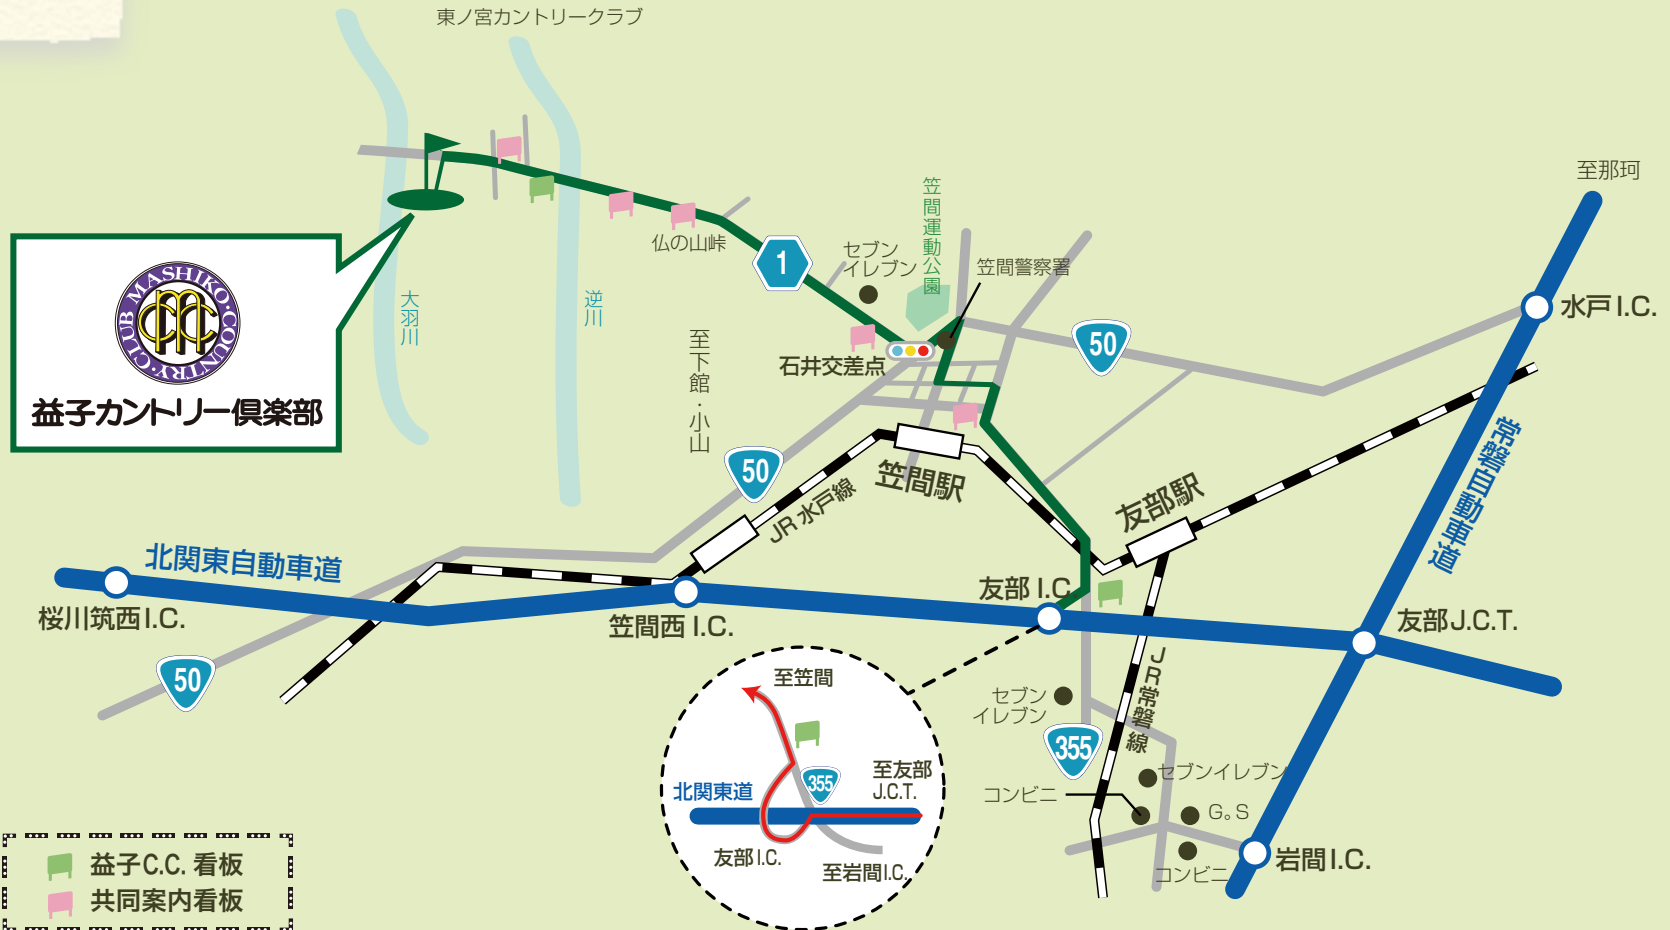 東ノ宮カントリークラブ
至那珂
笠間運動公園
セブン
イレブン
笠間警察署
仏の山峠
1
大羽川
逆川
MASHIKO・COUNTRY・CLUB
益子カントリー倶楽部
至下館・小山
石井交差点
50
水戸I.C.
常磐自動車道
50
JR水戸線
笠間駅
友部駅
北関東自動車道
桜川筑西I.C.
笠間西I.C.
友部I.C.
友部J.C.T.
50
JR常磐線
セブン
イレブン
355
セブンイレブン
コンビニ
G。S
コンビニ
岩間I.C.
至笠間
355
北関東道
至友部
J.C.T.
友部I.C.
至岩間I.C.
益子C.C.看板
共同案内看板